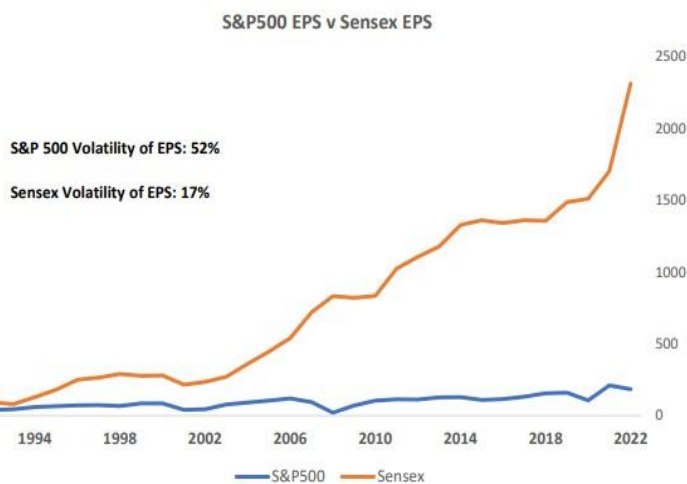 S&P500 EPS v Sensex EPS
2500
S&P 500 Volatility of EPS: 52%
2000
Sensex Volatility of EPS: 17%
1500
1000
500
0
1994 1998 2002 2006 2010 2014 2018 2022
S&P500 Sensex